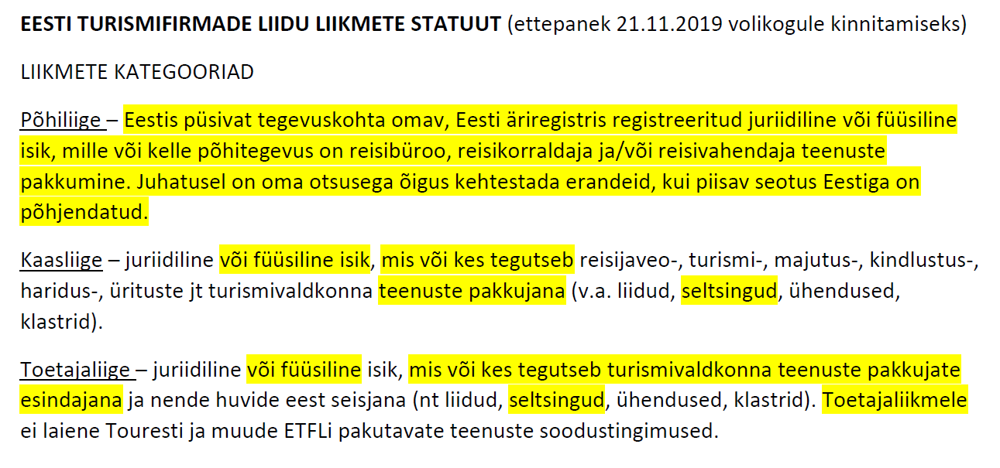 EESTI TURISMIFIRMADE LIIDU LIIKMETE STATUUT (ettepanek 21.11.2019 volikogule kinnitamiseks)
LIIKMETE KATEGOORIAD
Põhiliige – Eestis püsivat tegevuskohta omav, Eesti äriregistris registreeritud juriidiline või füüsiline
isik, mille või kelle põhitegevus on reisibüroo, reisikorraldaja ja/või reisivahendaja teenuste
pakkumine. Juhatusel on oma otsusega õigus kehtestada erandeid, kui piisav seotus Eestiga on
põhjendatud.
Kaasliige – juriidiline või füüsiline isik, mis või kes tegutseb reisijaveo-, turismi-, majutus-, kindlustus-,
haridus-, ürituste jt turismivaldkonna teenuste pakkujana (v.a. liidud, seltsingud, ühendused,
klastrid).
Toetajaliige – juriidiline või füüsiline isik, mis või kes tegutseb turismivaldkonna teenuste pakkujate
esindajana ja nende huvide eest seisjana (nt liidud, seltsingud, ühendused, klastrid). Toetajaliikmele
ei laiene Touresti ja muude ETFLi pakutavate teenuste soodustingimused.